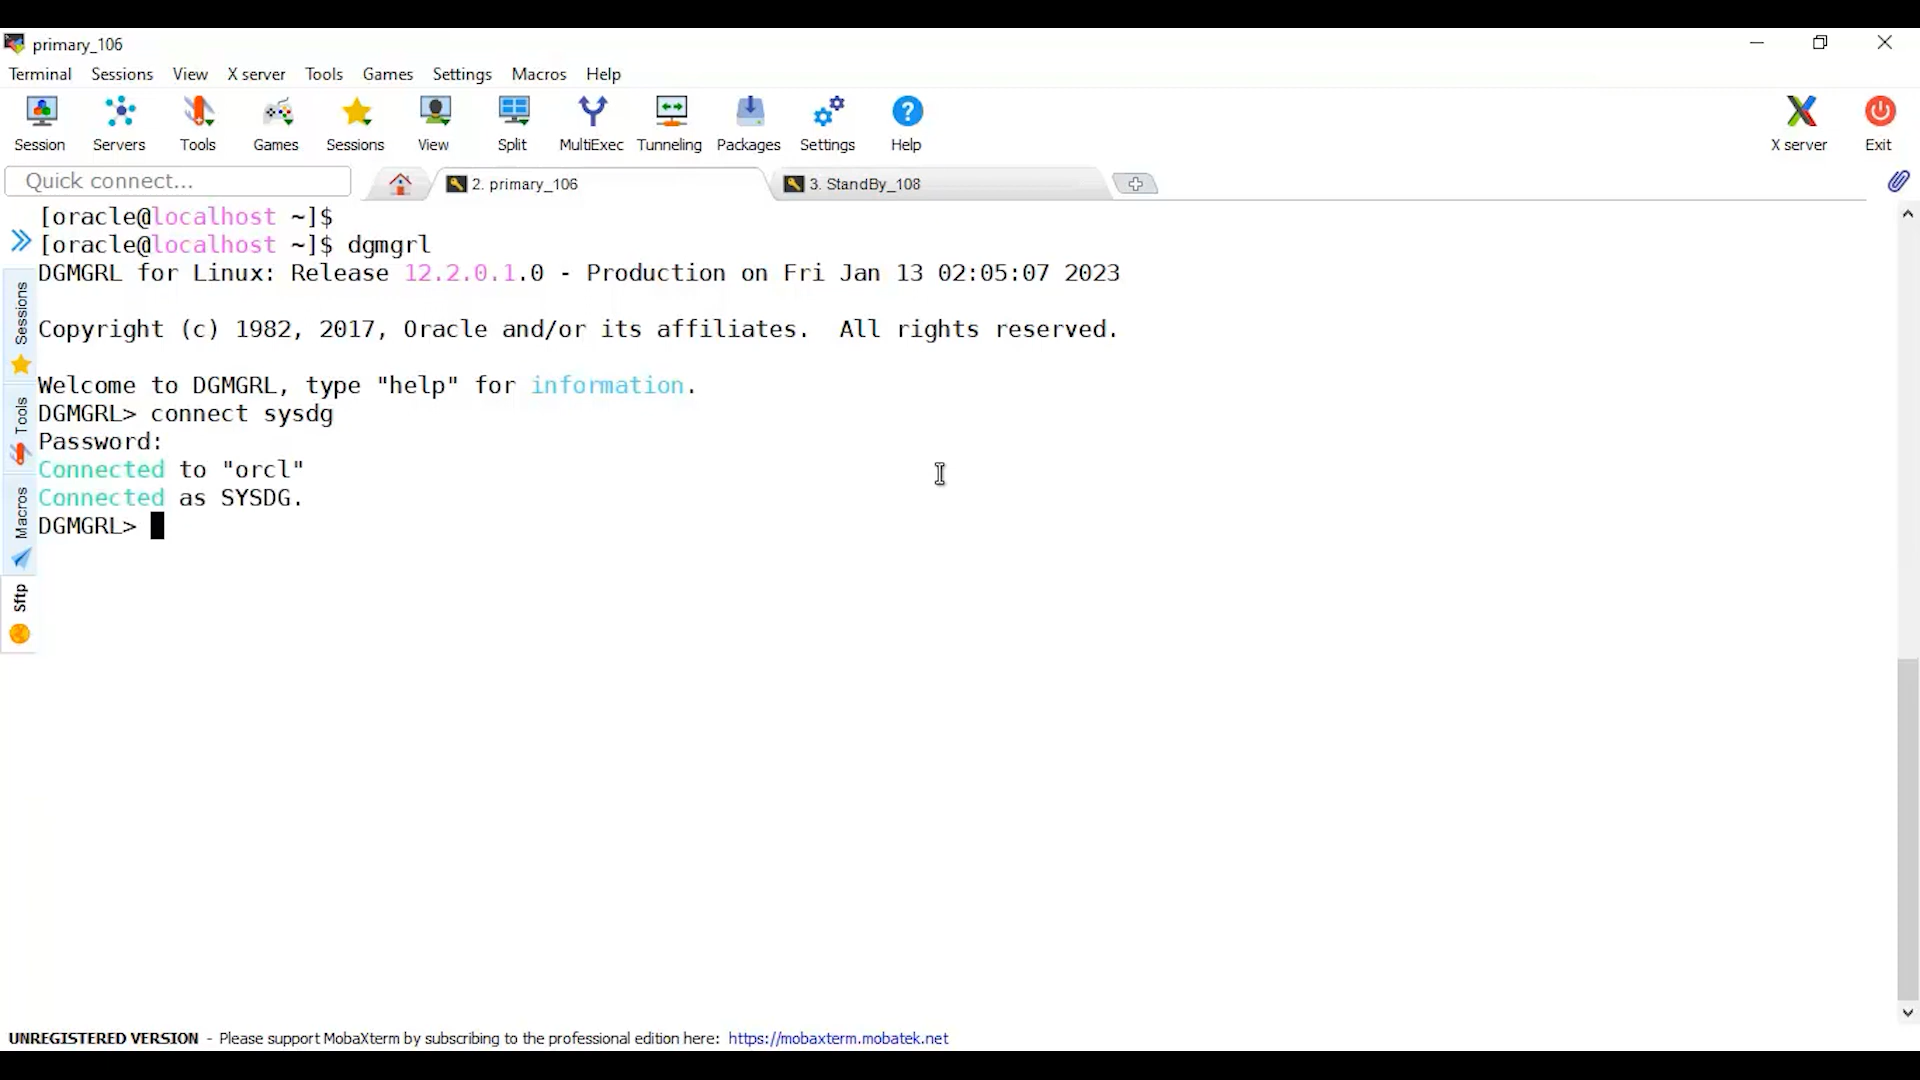 primary_106
Terminal Sessions View X server Tools Games Settings Macros Help
Session Servers Tools Games Sessions View Split MultiExec Tunneling Packages Settings Help X server Exit
Quick connect...
2. primary_106
3. StandBy_108
[oracle@localhost ~]$
[oracle@localhost ~]$ dgmgrl
DGMGRL for Linux: Release 12.2.0.1.0 - Production on Fri Jan 13 02:05:07 2023
Copyright (c) 1982, 2017, Oracle and/or its affiliates.  All rights reserved.
Welcome to DGMGRL, type "help" for information.
DGMGRL> connect sysdg
Password:
Connected to "orcl"
Connected as SYSDG.
DGMGRL>
Sessions
Tools
Macros
Sftp
UNREGISTERED VERSION - Please support MobaXterm by subscribing to the professional edition here: https://mobaxterm.mobatek.net